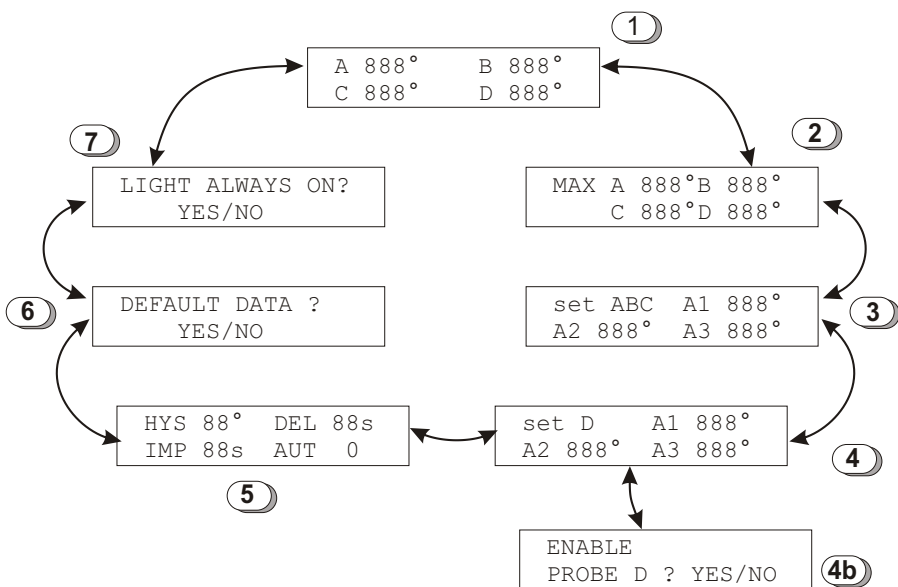 1
A 888° B 888°
C 888° D 888°
7
2
LIGHT ALWAYS ON?
YES/NO
MAX A 888°B 888°
C 888°D 888°
6
DEFAULT DATA ?
YES/NO
set ABC A1 888°
A2 888° A3 888°
3
HYS 88° DEL 88s
IMP 88s AUT 0
5
set D A1 888°
A2 888° A3 888°
4
ENABLE
PROBE D ? YES/NO
4b